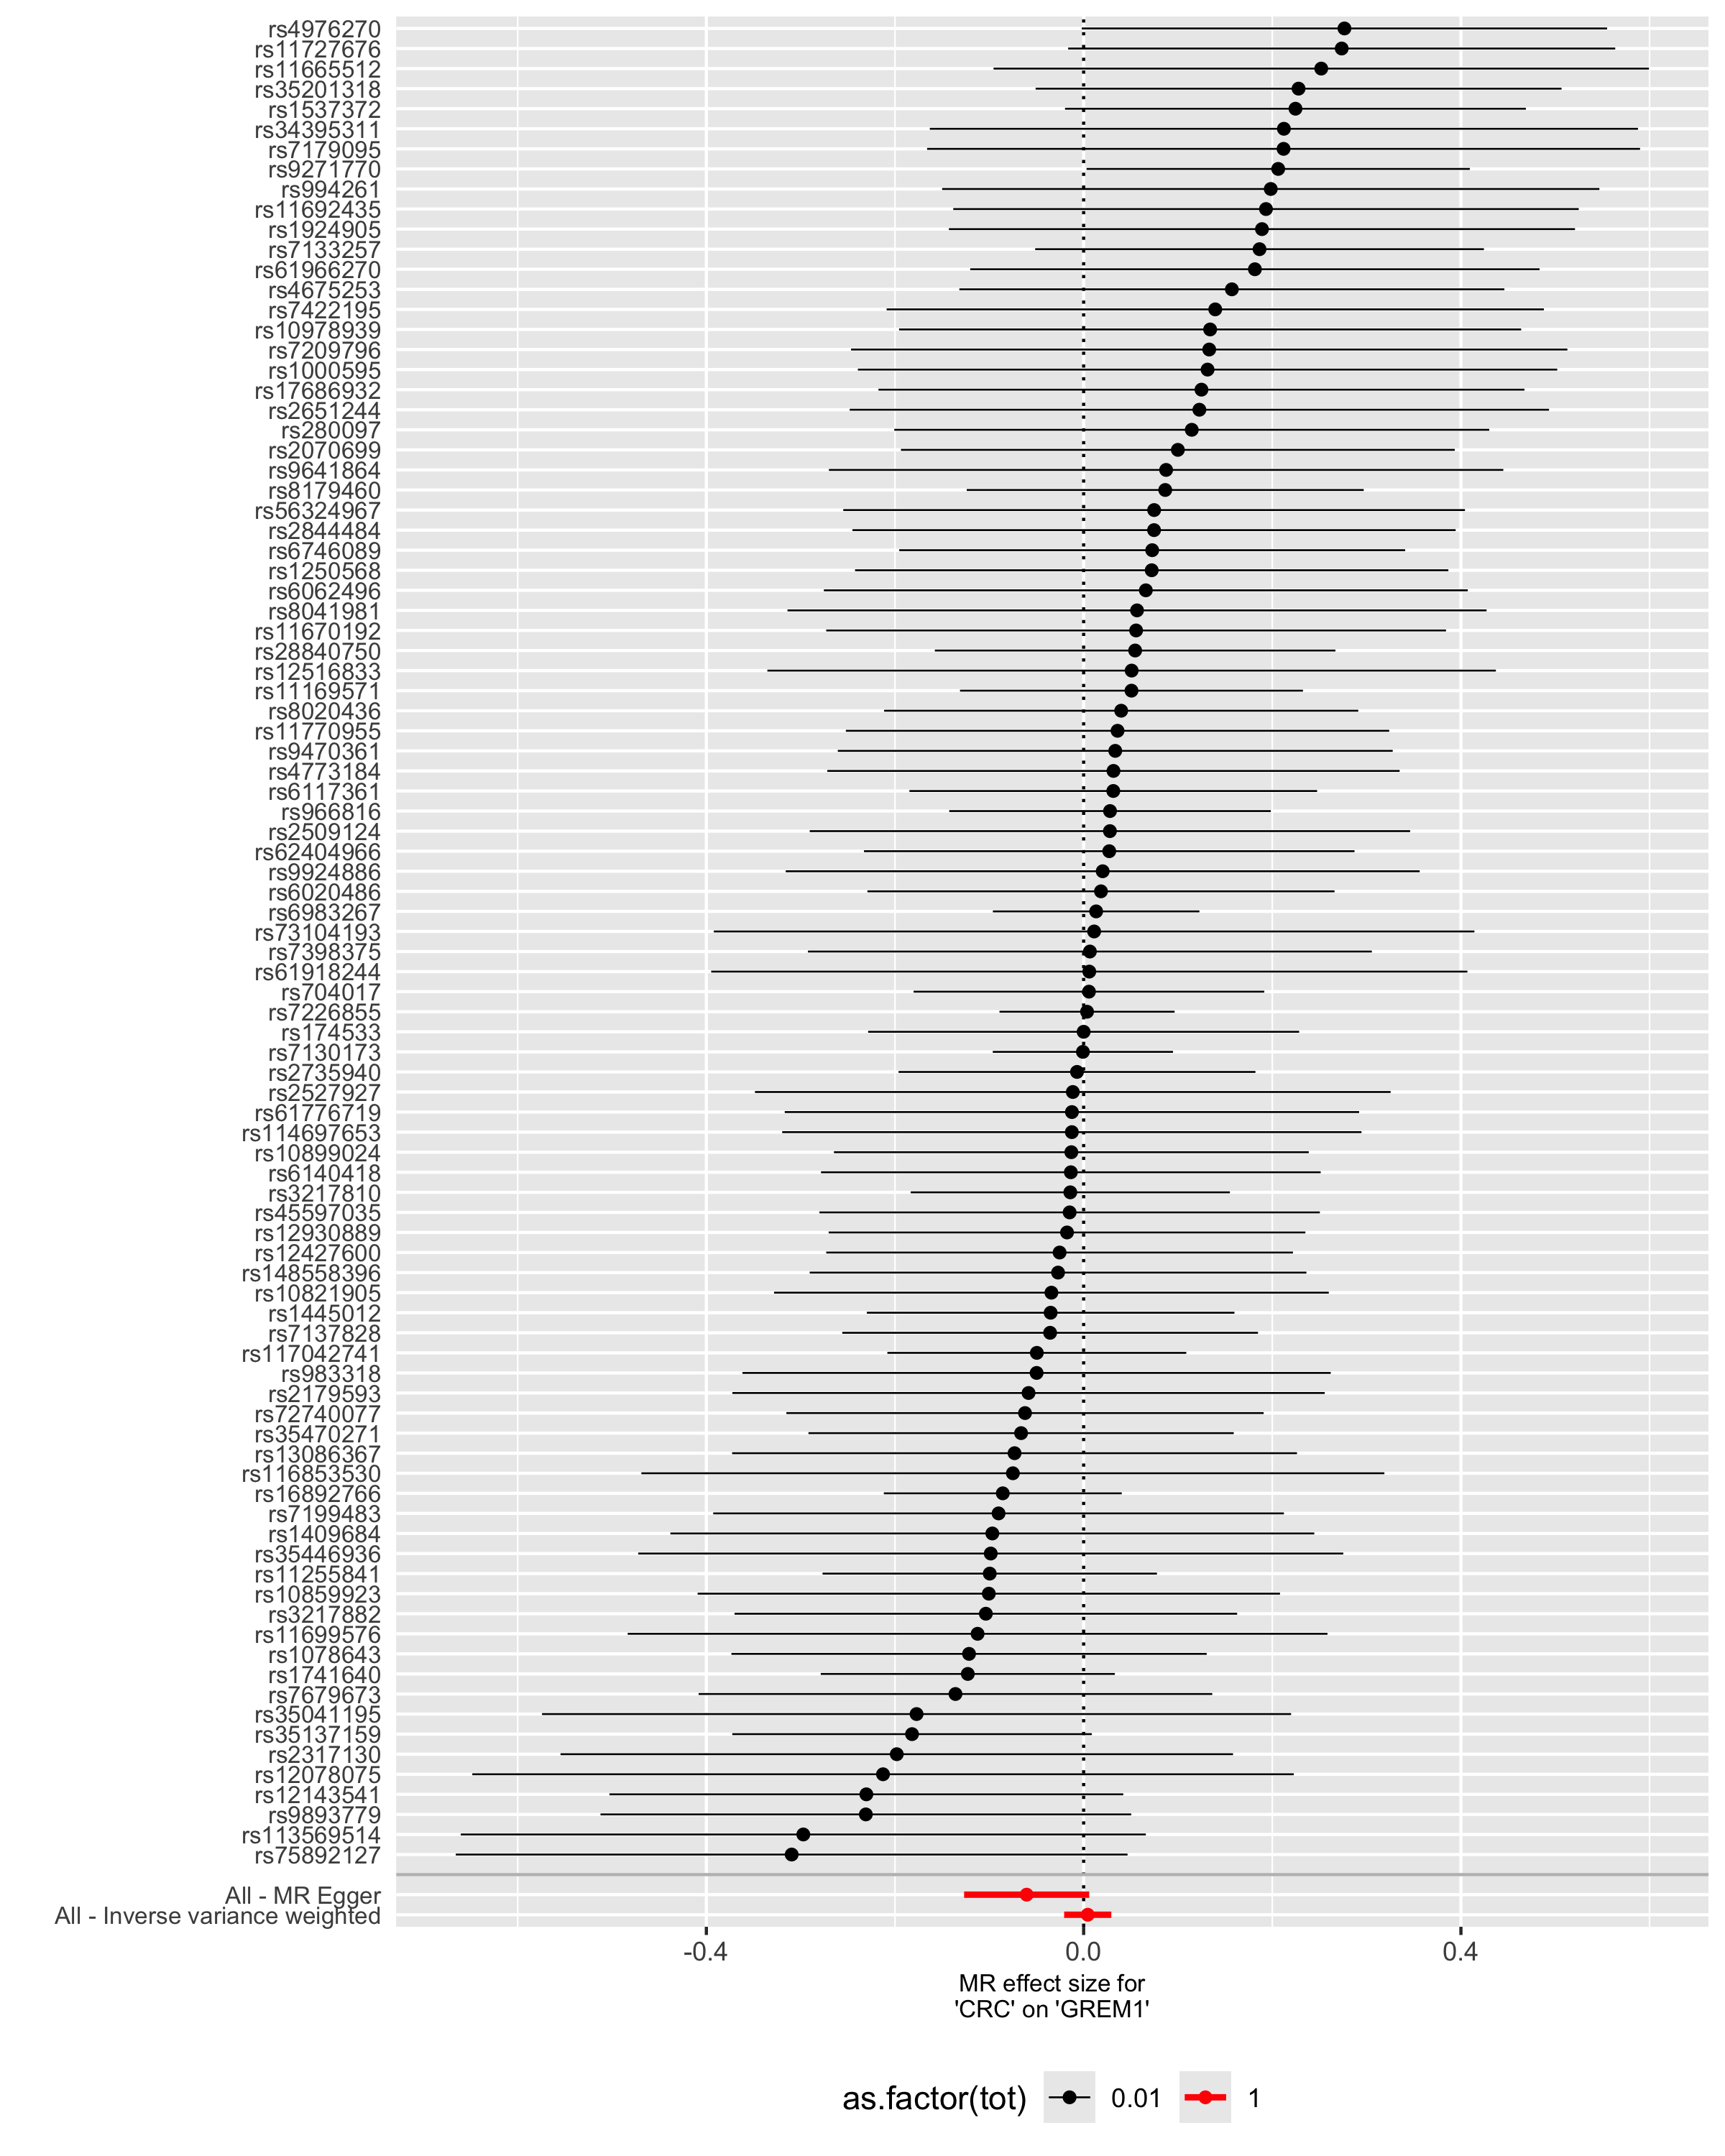 rs4976270
rs11727676
rs11665512
rs35201318
rs1537372
rs34395311
rs7179095
rs9271770
rs994261
rs11692435
rs1924905
rs7133257
rs61966270
rs4675253
rs7422195
rs10978939
rs7209796
rs1000595
rs17686932
rs2651244
rs280097
rs2070699
rs9641864
rs8179460
rs56324967
rs2844484
rs6746089
rs1250568
rs6062496
rs8041981
rs11670192
rs28840750
rs12516833
rs11169571
rs8020436
rs11770955
rs9470361
rs4773184
rs6117361
rs966816
rs2509124
rs62404966
rs9924886
rs6020486
rs6983267
rs73104193
rs7398375
rs61918244
rs704017
rs7226855
rs174533
rs7130173
rs2735940
rs2527927
rs61776719
rs114697653
rs10899024
rs6140418
rs3217810
rs45597035
rs12930889
rs12427600
rs148558396
rs10821905
rs1445012
rs7137828
rs117042741
rs983318
rs2179593
rs72740077
rs35470271
rs13086367
rs116853530
rs16892766
rs7199483
rs1409684
rs35446936
rs11255841
rs10859923
rs3217882
rs11699576
rs1078643
rs1741640
rs7679673
rs35041195
rs35137159
rs2317130
rs12078075
rs12143541
rs9893779
rs113569514
rs75892127
All - MR Egger
All - Inverse variance weighted
-0.4 0.0 0.4
MR effect size for
'CRC' on 'GREM1'
as.factor(tot) 0.01 1